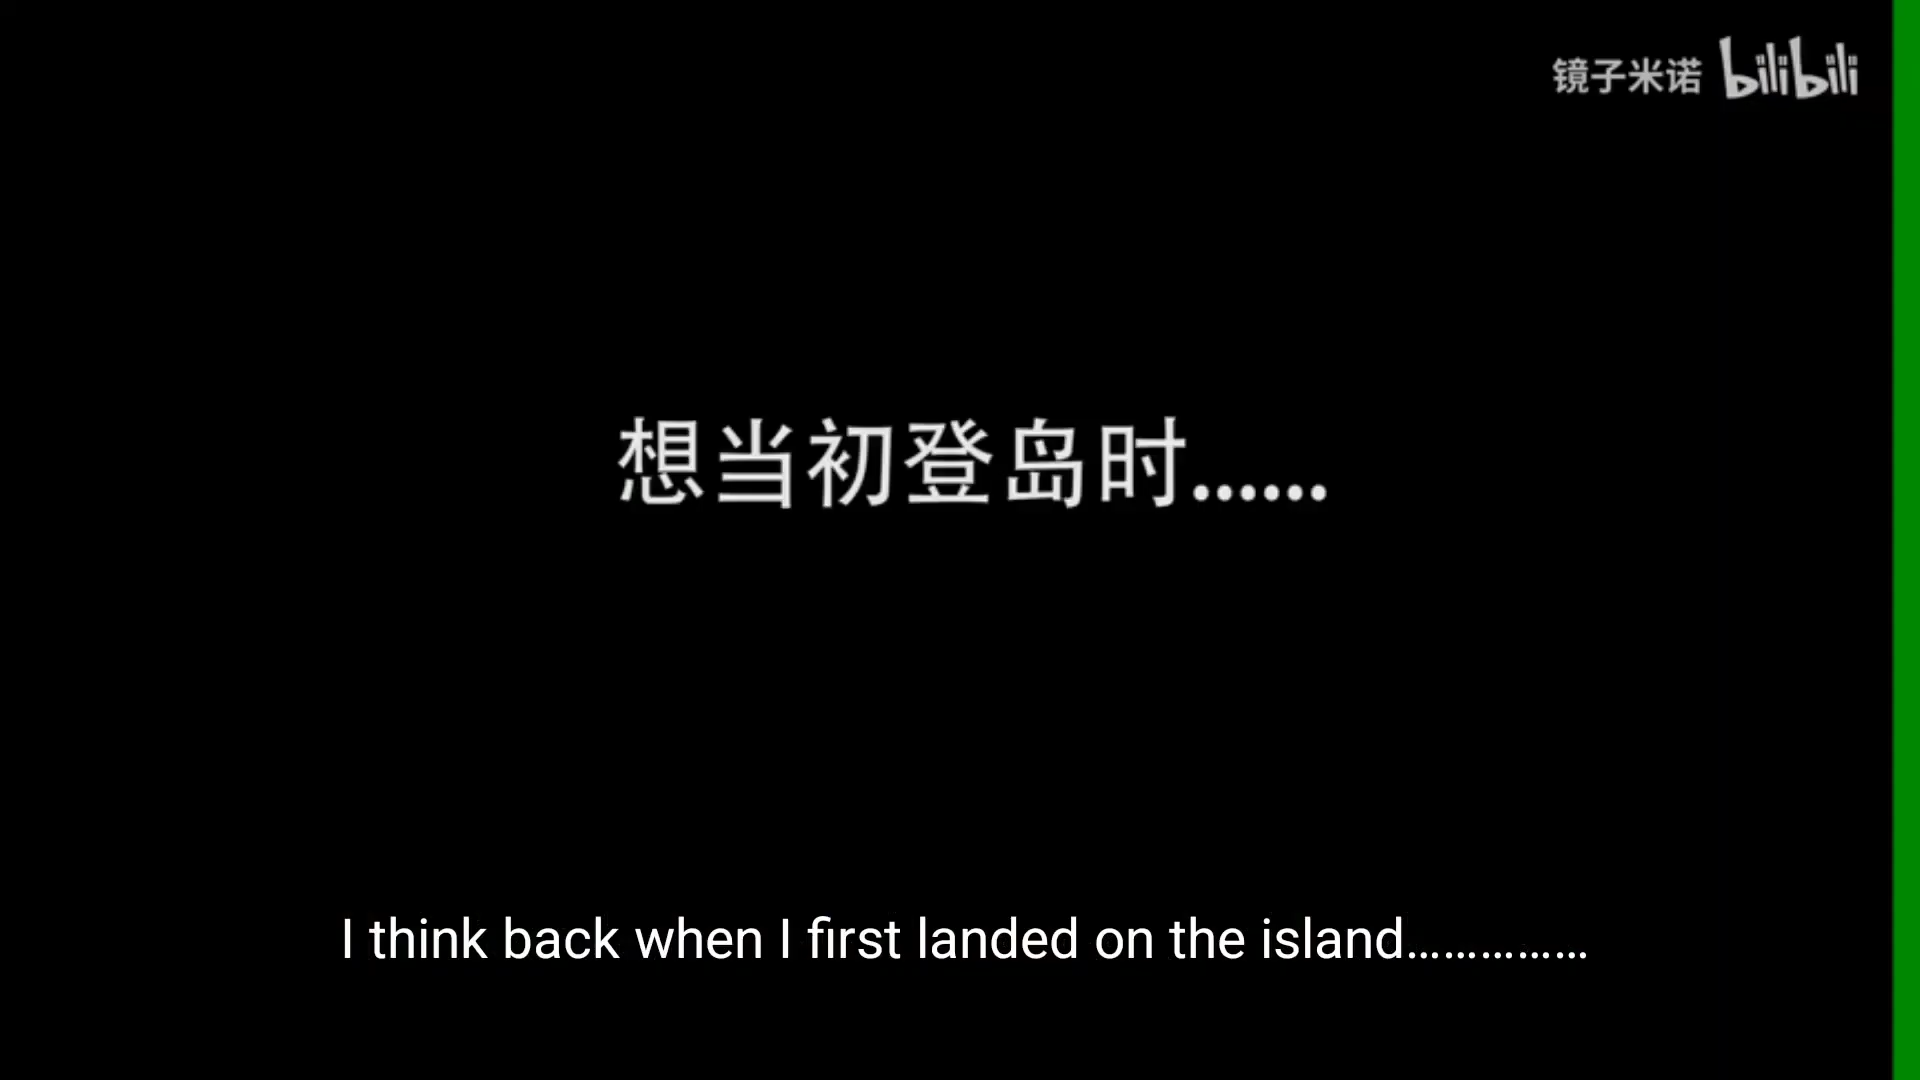 镜子米诺 bilibili
想当初登岛时......
I think back when I first landed on the island……………